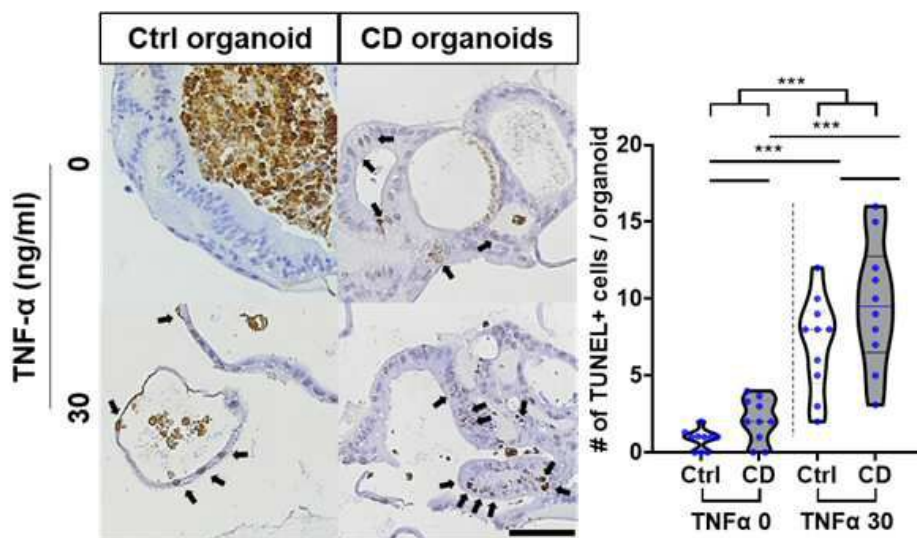 Ctrl organoid CD organoids
TNF-α (ng/ml)
0
30
***
***
***
# of TUNEL+ cells / organoid
20
15
10
5
0
Ctrl CD Ctrl CD
TNFα 0 TNFα 30